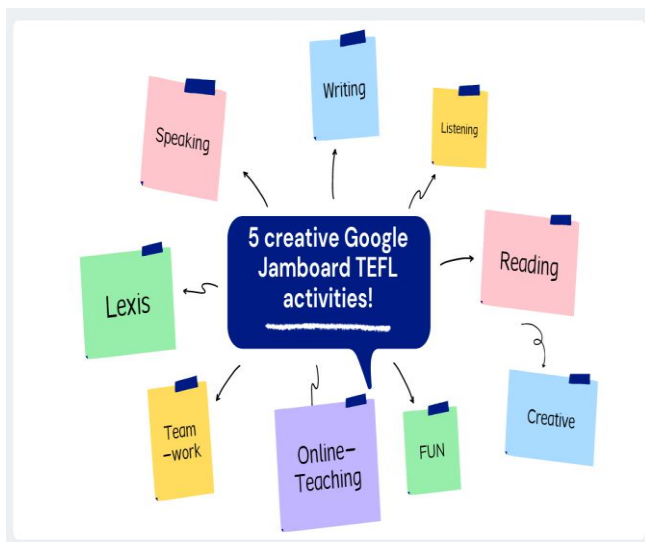 Writing
Listening
Speaking
5 creative Google
Jamboard TEFL
activities!
Reading
Lexis
Team
-work
Online-
Teaching
FUN
Creative